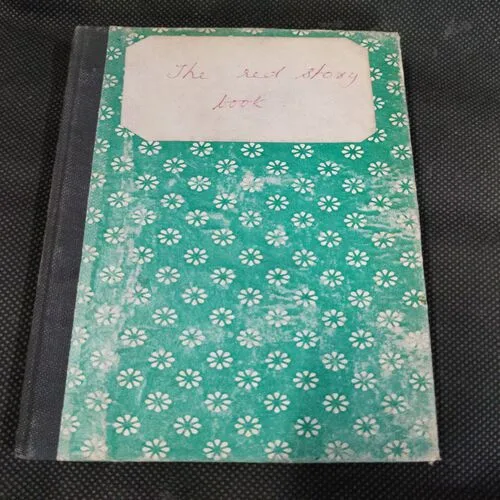 The red story
book